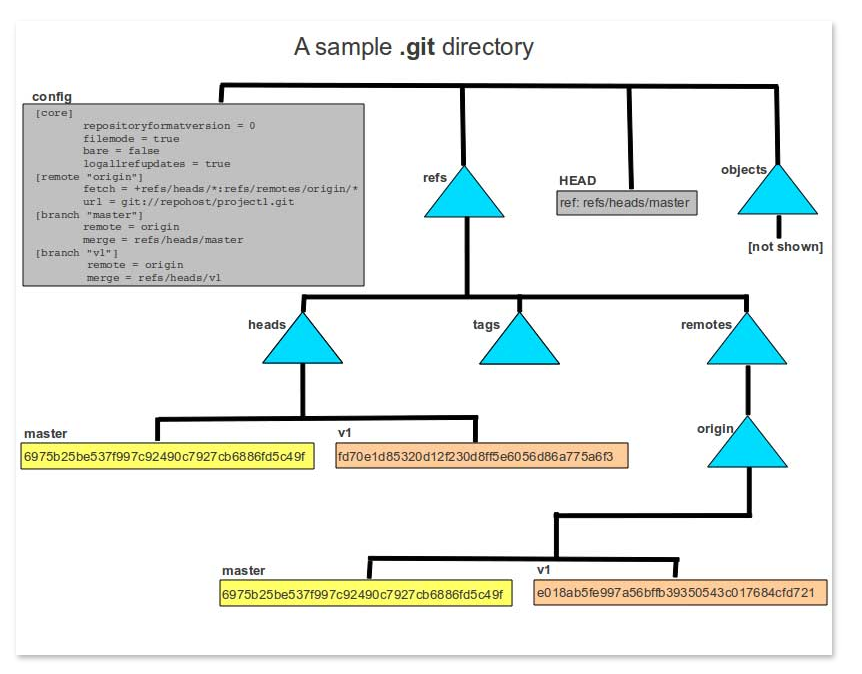 A sample .git directory
config
[core]
repositoryformatversion = 0
filemode = true
bare = false
logallrefupdates = true
[remote "origin"]
fetch = +refs/heads/*:refs/remotes/origin/*
url = git://repohost/project1.git
[branch "master"]
remote = origin
merge = refs/heads/master
[branch "v1"]
remote = origin
merge = refs/heads/v1
refs
HEAD
ref: refs/heads/master
objects
[not shown]
heads
tags
remotes
master
6975b25be537f997c92490c7927cb6886fd5c49f
v1
fd70e1d85320d12f230d8ff5e6056d86a775a6f3
origin
master
6975b25be537f997c92490c7927cb6886fd5c49f
v1
e018ab5fe997a56bffb39350543c017684cfd721